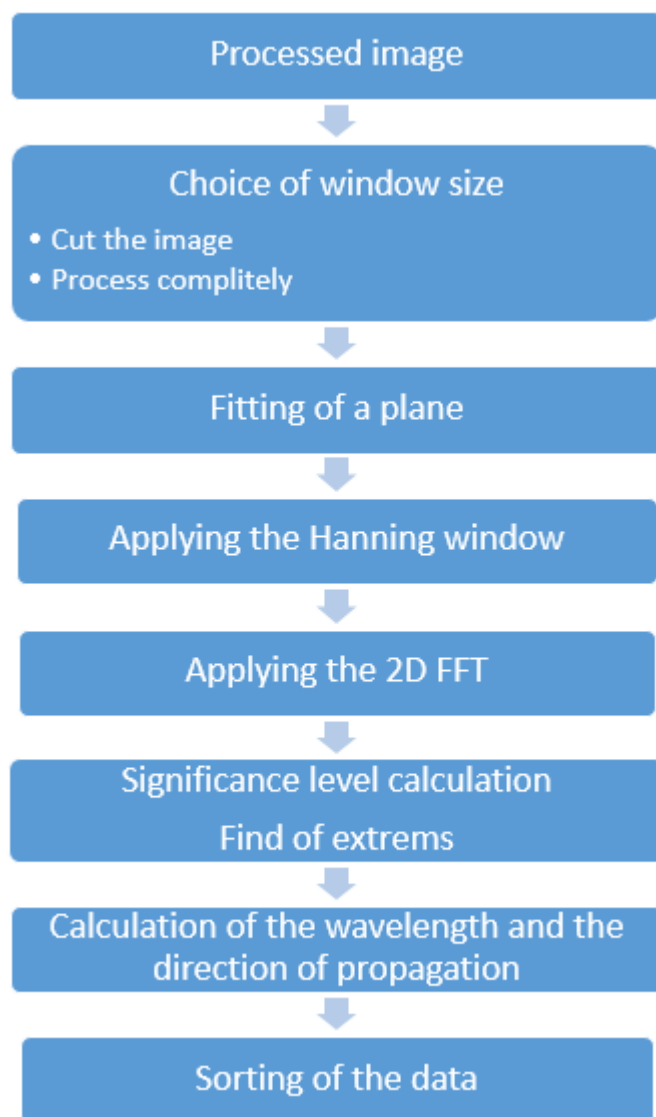 Processed image
Choice of window size
• Cut the image
• Process complitely
Fitting of a plane
Applying the Hanning window
Applying the 2D FFT
Significance level calculation
Find of extrems
Calculation of the wavelength and the
direction of propagation
Sorting of the data